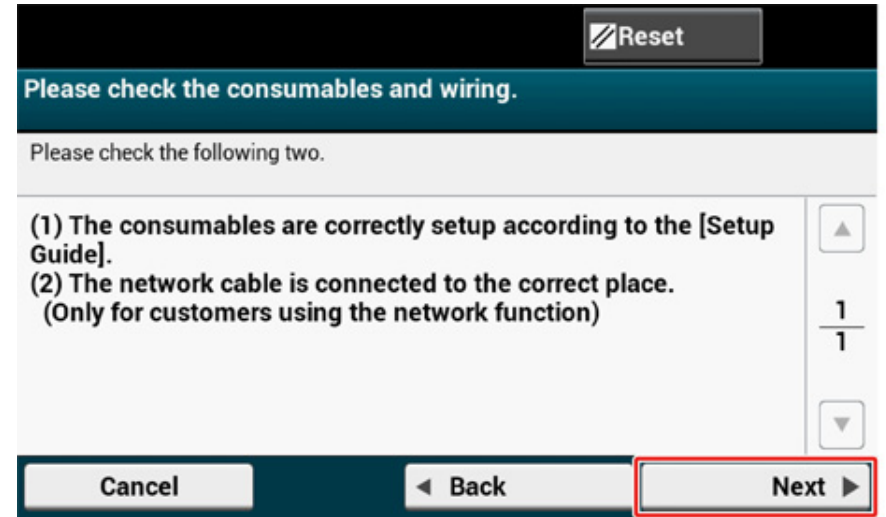 Reset
Please check the consumables and wiring.
Please check the following two.
(1) The consumables are correctly setup according to the [Setup
Guide].
(2) The network cable is connected to the correct place.
(Only for customers using the network function)
1
1
Cancel
Back
Next